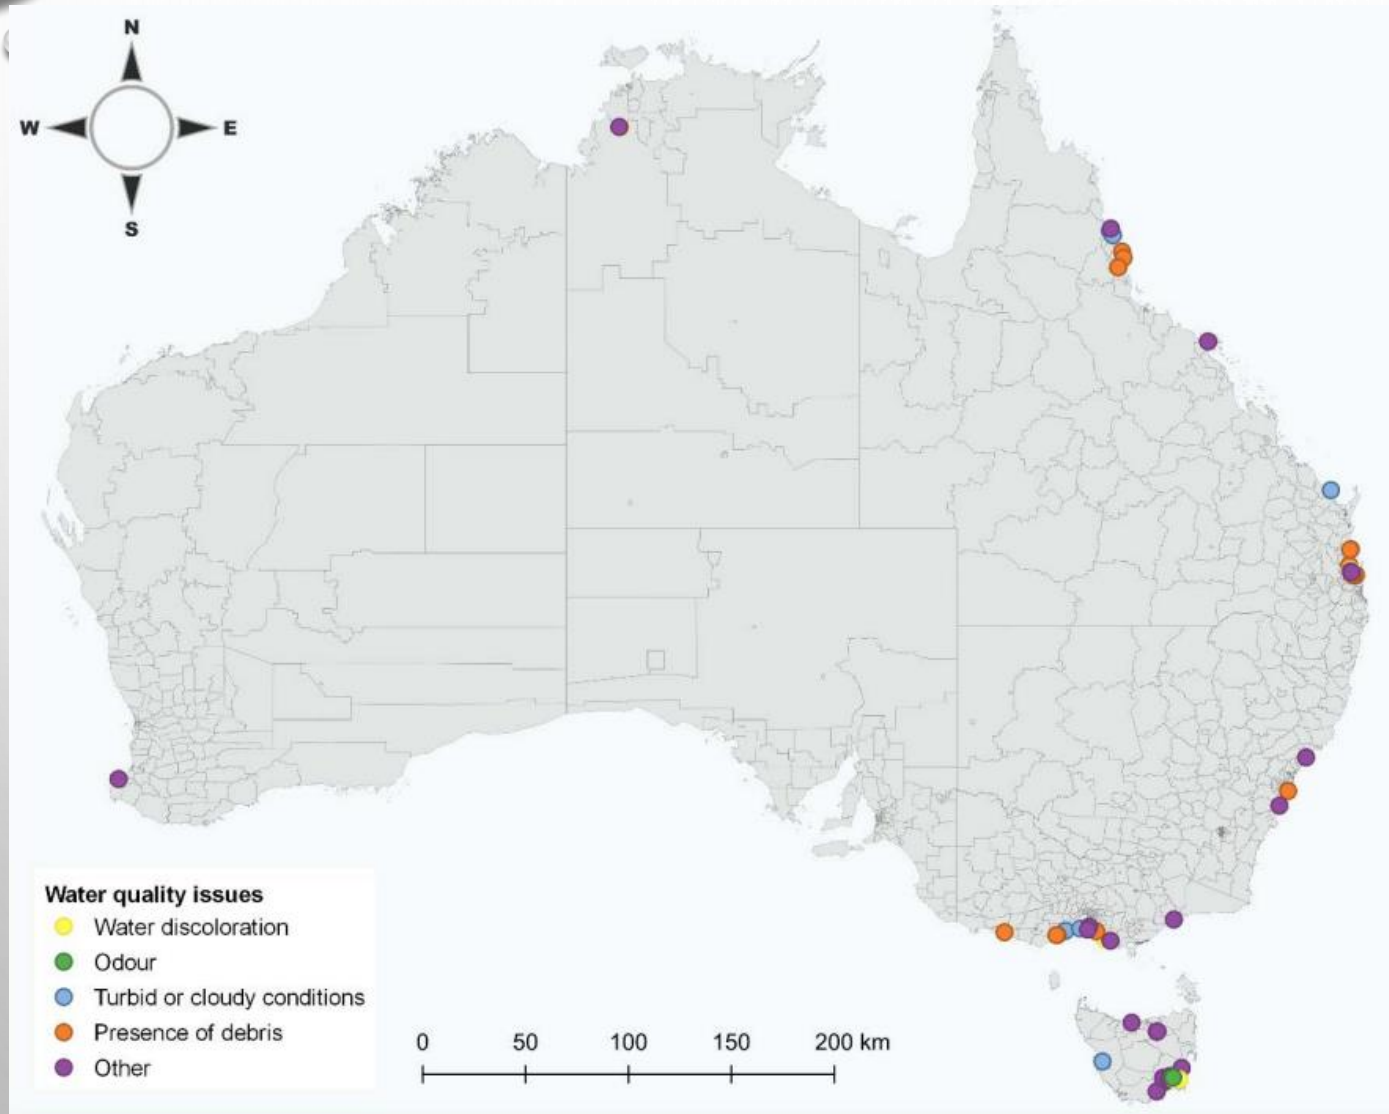 N
W E
S
Water quality issues
Water discoloration
Odour
Turbid or cloudy conditions
Presence of debris
Other
0 50 100 150 200 km